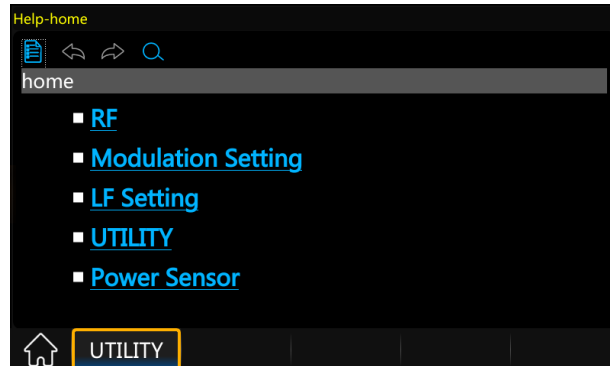 Help-home
home
RF
Modulation Setting
LF Setting
UTILITY
Power Sensor
UTILITY